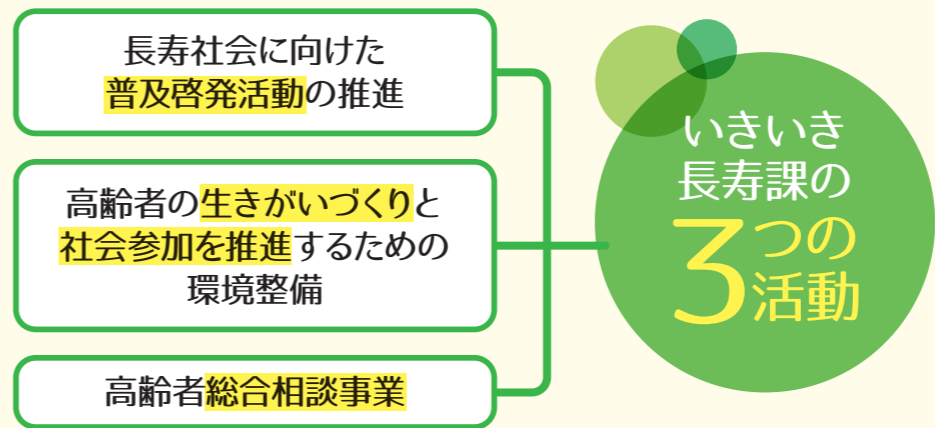 長寿社会に向けた
普及啓発活動の推進
高齢者の生きがいづくりと
社会参加を推進するための
環境整備
高齢者総合相談事業
いきいき
長寿課の
3つの
活動